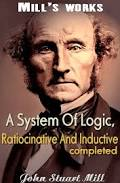 Mill's works
A System Of Logic,
Ratiocinative And Inductive
completed
John Stuart Mill